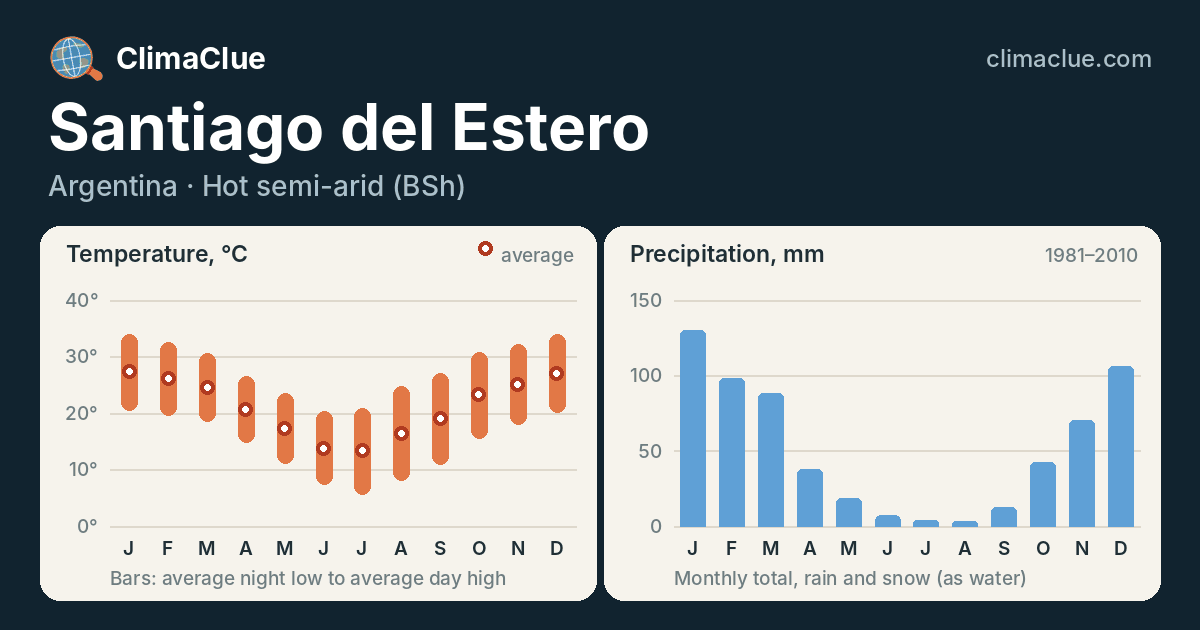 ClimaClue
climaclue.com
Santiago del Estero
Argentina · Hot semi-arid (BSh)
Temperature, °C
average
40°
30°
20°
10°
0°
J F M A M J J A S O N D
Bars: average night low to average day high
Precipitation, mm
1981–2010
150
100
50
0
J F M A M J J A S O N D
Monthly total, rain and snow (as water)